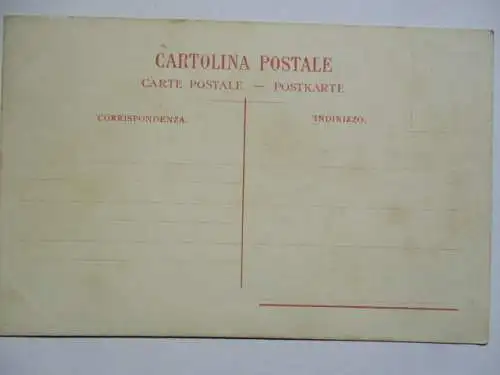 CARTOLINA POSTALE
CARTE POSTALE — POSTKARTE
CORRISPONDENZA.
INDIRIZZO.